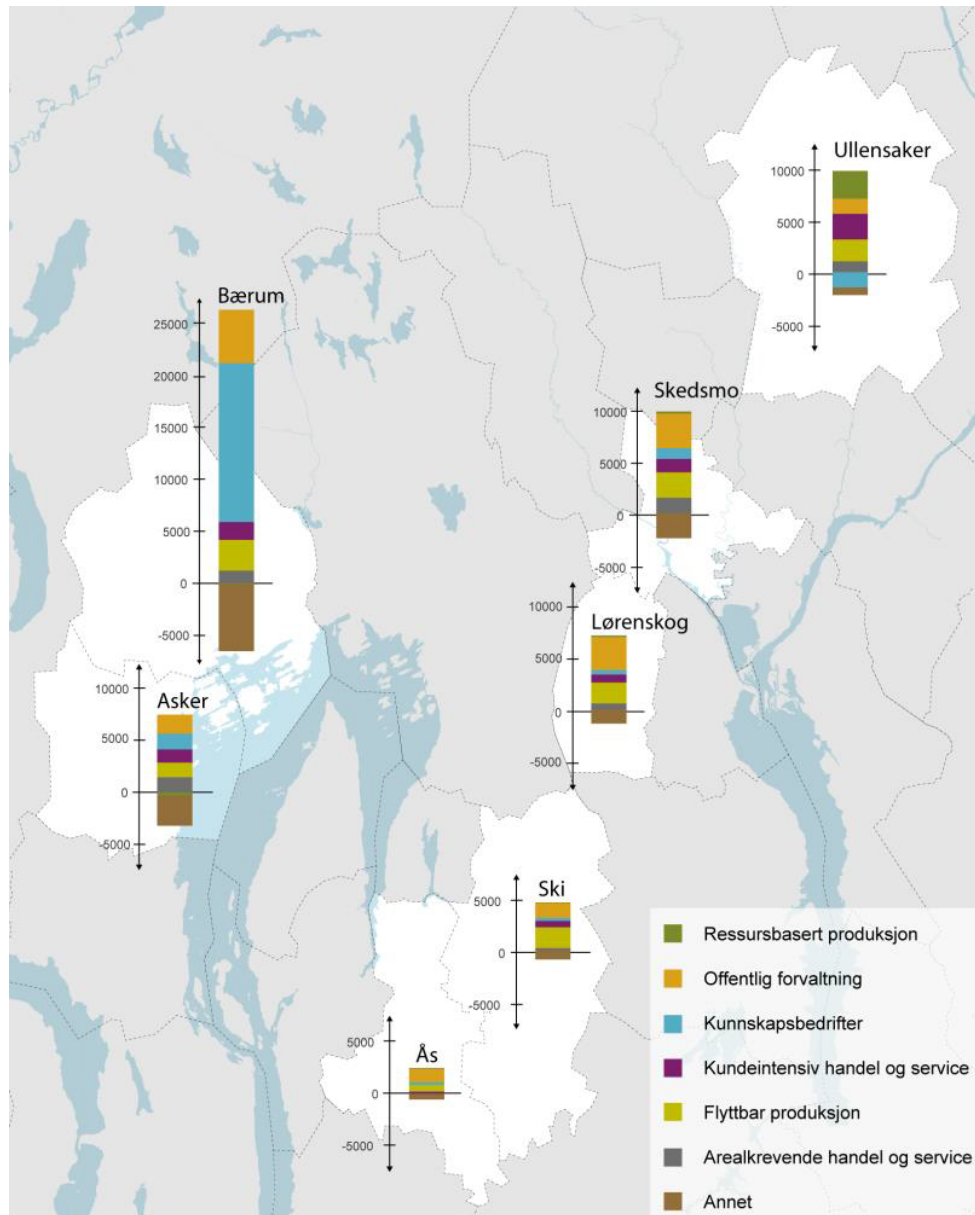 Ullensaker
10000
5000
0
-5000
Bærum
25000
20000
15000
10000
5000
0
-5000
Skedsmo
10000
5000
0
-5000
Lørenskog
10000
5000
0
-5000
Asker
10000
5000
0
-5000
Ski
5000
0
-5000
Ås
5000
0
-5000
Ressursbasert produksjon
Offentlig forvaltning
Kunnskapsbedrifter
Kundeintensiv handel og service
Flyttbar produksjon
Arealkrevende handel og service
Annet